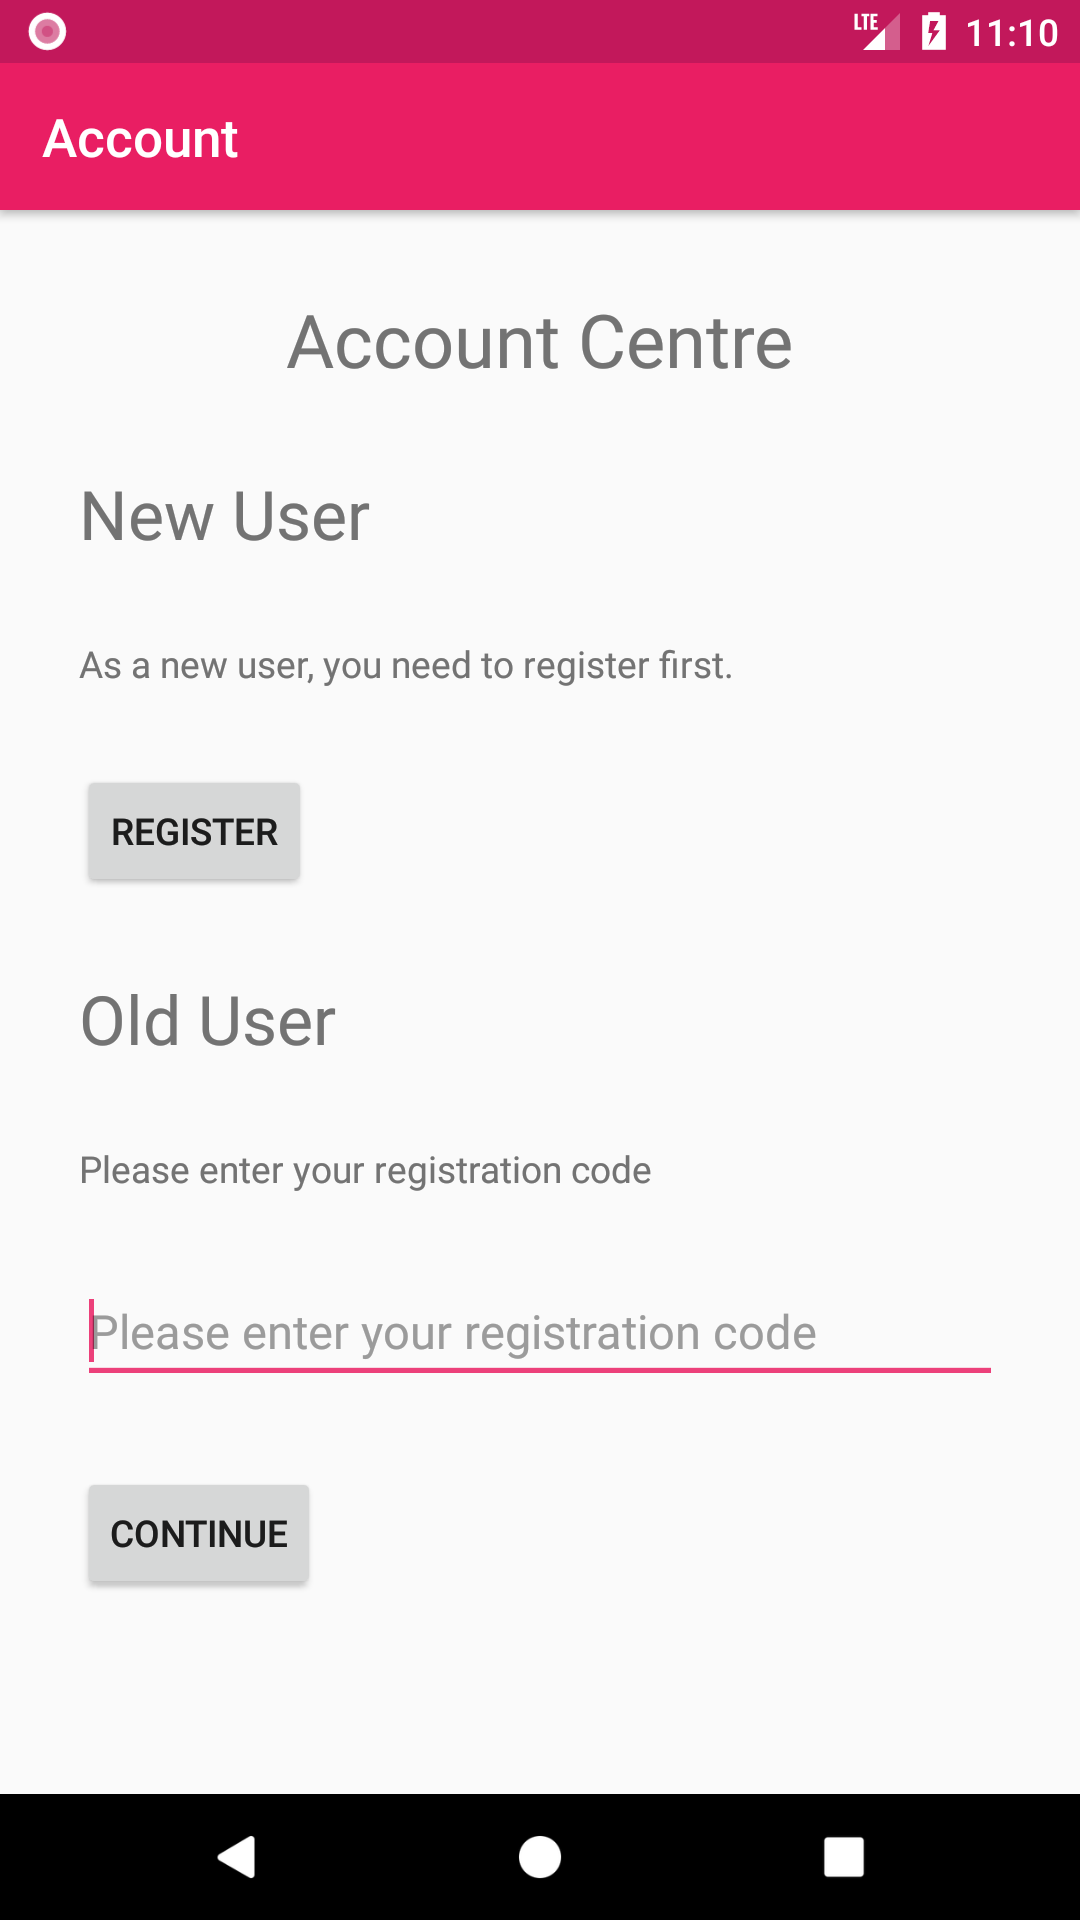 LTE 11:10
Account
Account Centre
New User
As a new user, you need to register first.
REGISTER
Old User
Please enter your registration code
Please enter your registration code
CONTINUE